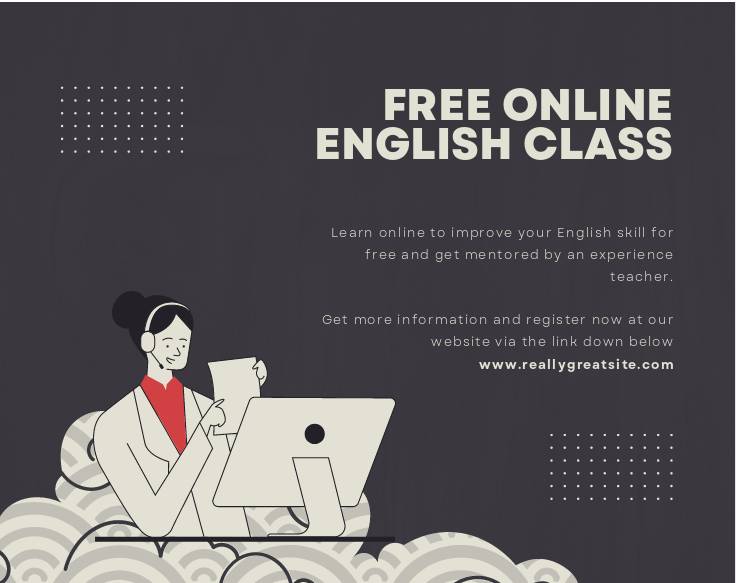 FREE ONLINE
ENGLISH CLASS
Learn online to improve your English skill for
free and get mentored by an experience
teacher.
Get more information and register now at our
website via the link down below
www.reallygreatsite.com